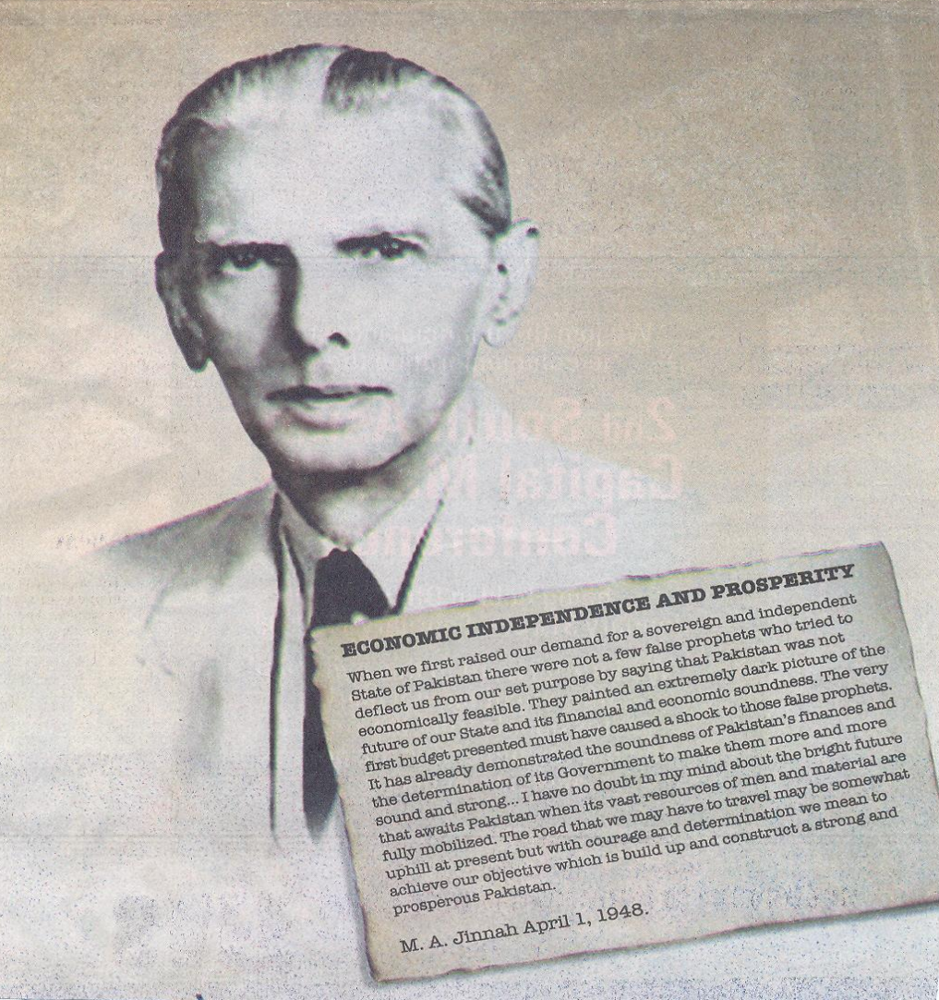 ECONOMIC INDEPENDENCE AND PROSPERITY
When we first raised our demand for a sovereign and independent
State of Pakistan there were not a few false prophets who tried to
deflect us from our set purpose by saying that Pakistan was not
economically feasible. They painted an extremely dark picture of the
future of our State and its financial and economic soundness. The very
first budget presented must have caused a shock to those false prophets.
It has already demonstrated the soundness of Pakistan's finances and
the determination of its Government to make them more and more
sound and strong... I have no doubt in my mind about the bright future
that awaits Pakistan when its vast resources of men and material are
fully mobilized. The road that we may have to travel may be somewhat
uphill at present but with courage and determination we mean to
achieve our objective which is build up and construct a strong and
prosperous Pakistan.
M. A. Jinnah April 1, 1948.